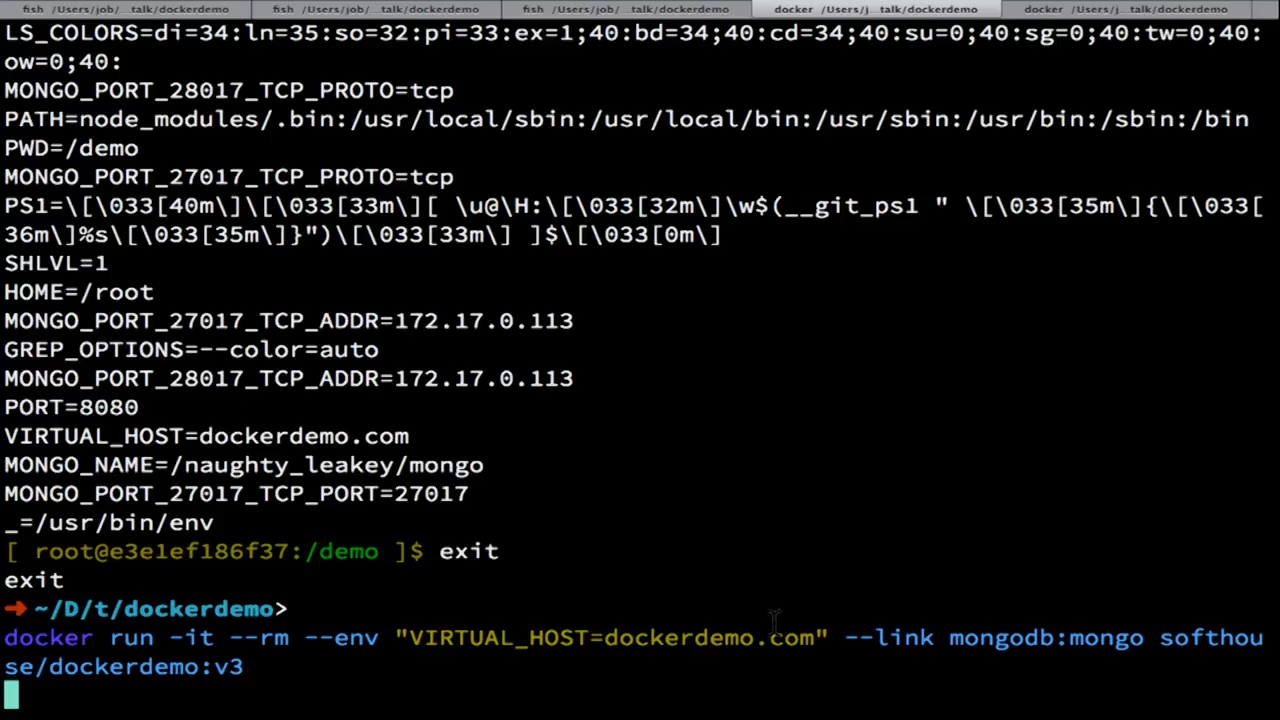 fish /Users/job/...talk/dockerdemo fish /Users/job/...talk/dockerdemo fish /Users/job/...talk/dockerdemo docker /Users/j...talk/dockerdemo docker /Users/j...talk/dockerdemo
LS_COLORS=di=34:ln=35:so=32:pi=33:ex=1;40:bd=34;40:cd=34;40:su=0;40:sg=0;40:tw=0;40:
ow=0;40:
MONGO_PORT_28017_TCP_PROTO=tcp
PATH=node_modules/.bin:/usr/local/sbin:/usr/local/bin:/usr/sbin:/usr/bin:/sbin:/bin
PWD=/demo
MONGO_PORT_27017_TCP_PROTO=tcp
PS1=\[\033[40m\]\[\033[33m\][ \u@\H:\[\033[32m\]\w$(__git_ps1 " \[\033[35m\]{\[\033[
36m\]%s\[\033[35m\]}")\[\033[33m\] ]$\[\033[0m\]
SHLVL=1
HOME=/root
MONGO_PORT_27017_TCP_ADDR=172.17.0.113
GREP_OPTIONS=--color=auto
MONGO_PORT_28017_TCP_ADDR=172.17.0.113
PORT=8080
VIRTUAL_HOST=dockerdemo.com
MONGO_NAME=/naughty_leakey/mongo
MONGO_PORT_27017_TCP_PORT=27017
_=/usr/bin/env
[ root@e3e1ef186f37:/demo ]$ exit
exit
➜ ~/D/t/dockerdemo>
docker run -it --rm --env "VIRTUAL_HOST=dockerdemo.com" --link mongodb:mongo softhou
se/dockerdemo:v3